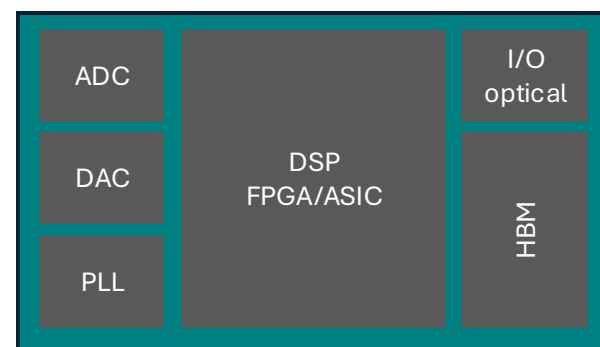 ADC
DAC
PLL
DSP
FPGA/ASIC
I/O
optical
HBM